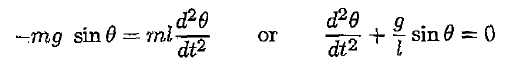 −mg sin θ = ml d²θ/dt² or d²θ/dt² + g/l sin θ = 0